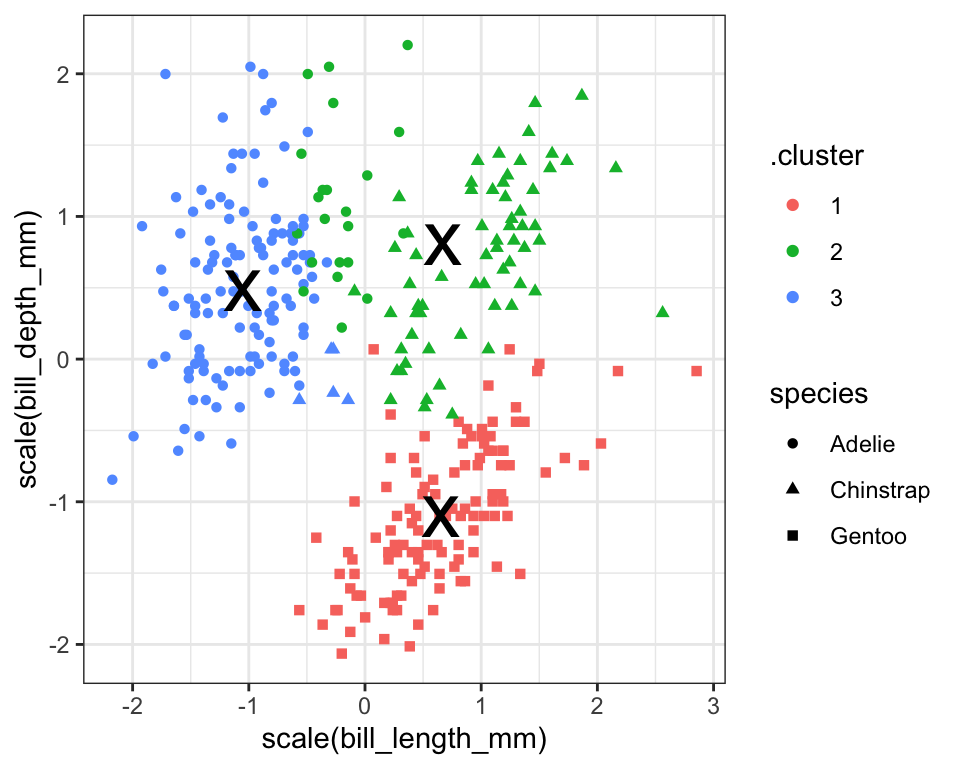 2
1
0
-1
-2
scale(bill_depth_mm)
X
X
X
-2 -1 0 1 2 3
scale(bill_length_mm)
.cluster
1
2
3
species
Adelie
Chinstrap
Gentoo